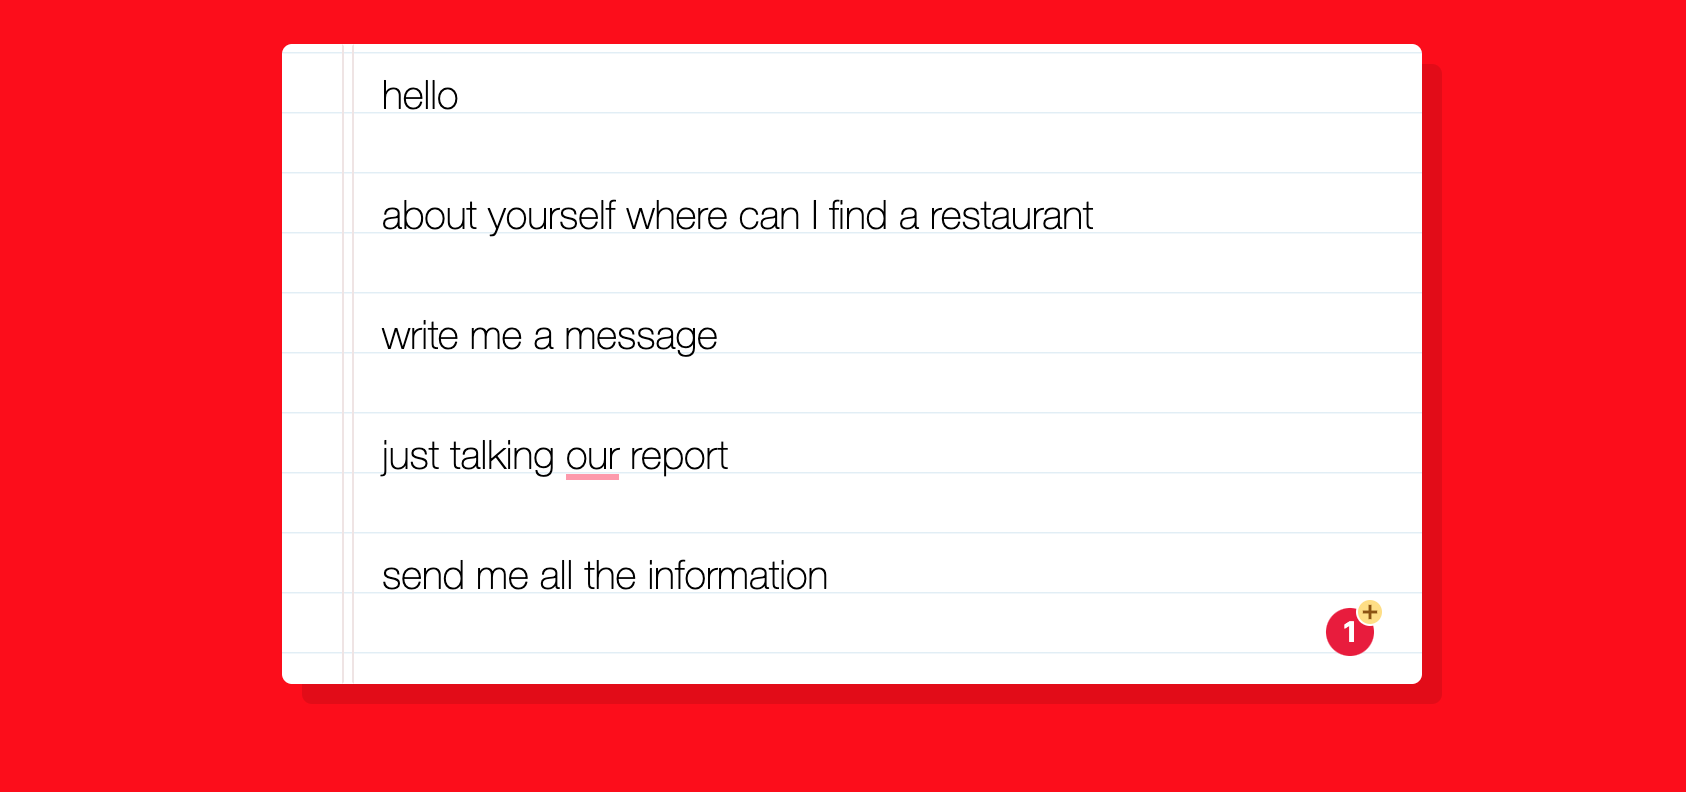 hello
about yourself where can I find a restaurant
write me a message
just talking our report
send me all the information
1
+